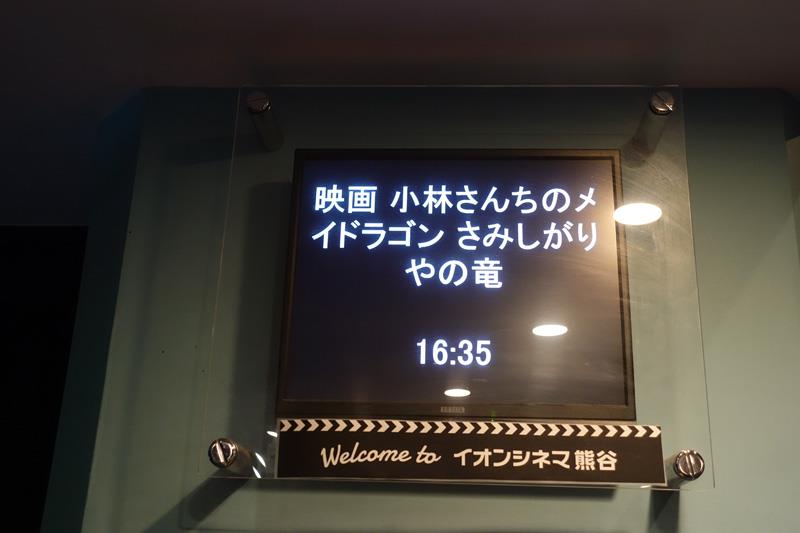 映画 小林さんちのメ
イドラゴン さみしがり
やの竜
16:35
Welcome to イオンシネマ熊谷